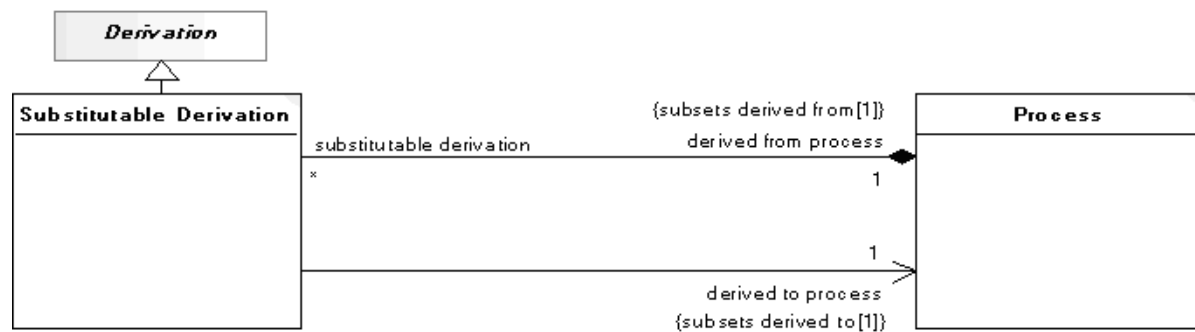 Derivation
Substitutable Derivation
{subsets derived from[1]}
Process
substitutable derivation
derived from process
*
1
1
derived to process
{subsets derived to[1]}